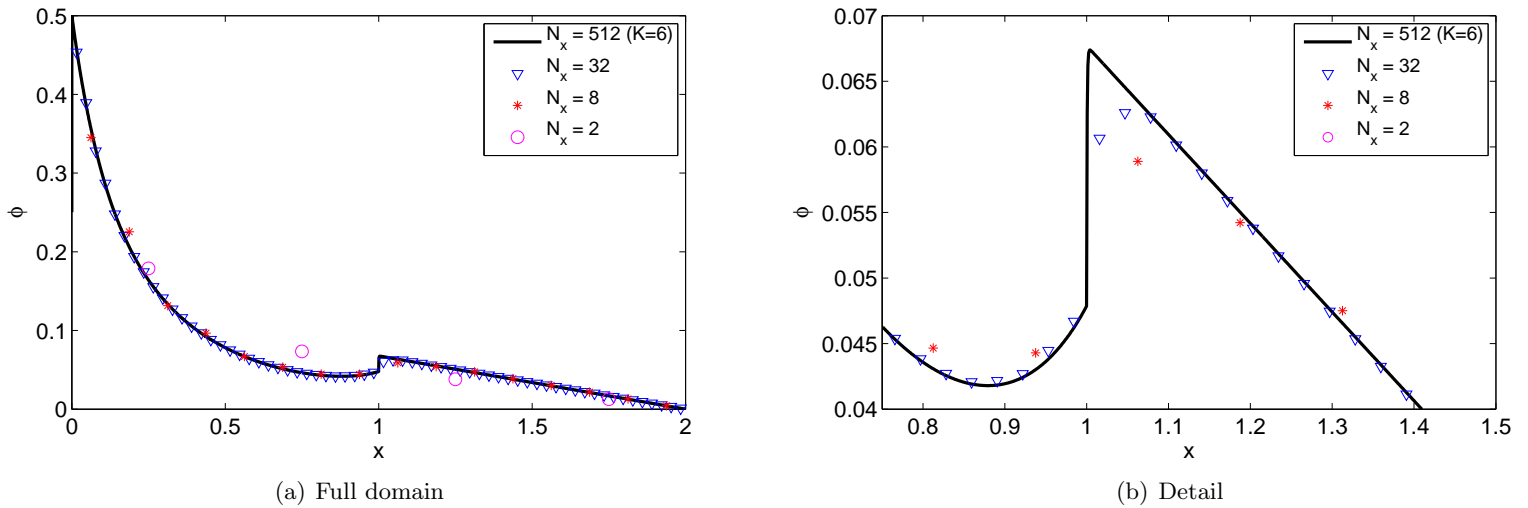 0.5
0.4
0.3
0.2
0.1
0
ϕ
0
0.5
1
1.5
2
x
N_x = 512 (K=6)
N_x = 32
N_x = 8
N_x = 2
(a) Full domain
0.07
0.065
0.06
0.055
0.05
0.045
0.04
ϕ
0.8
0.9
1
1.1
1.2
1.3
1.4
1.5
x
N_x = 512 (K=6)
N_x = 32
N_x = 8
N_x = 2
(b) Detail